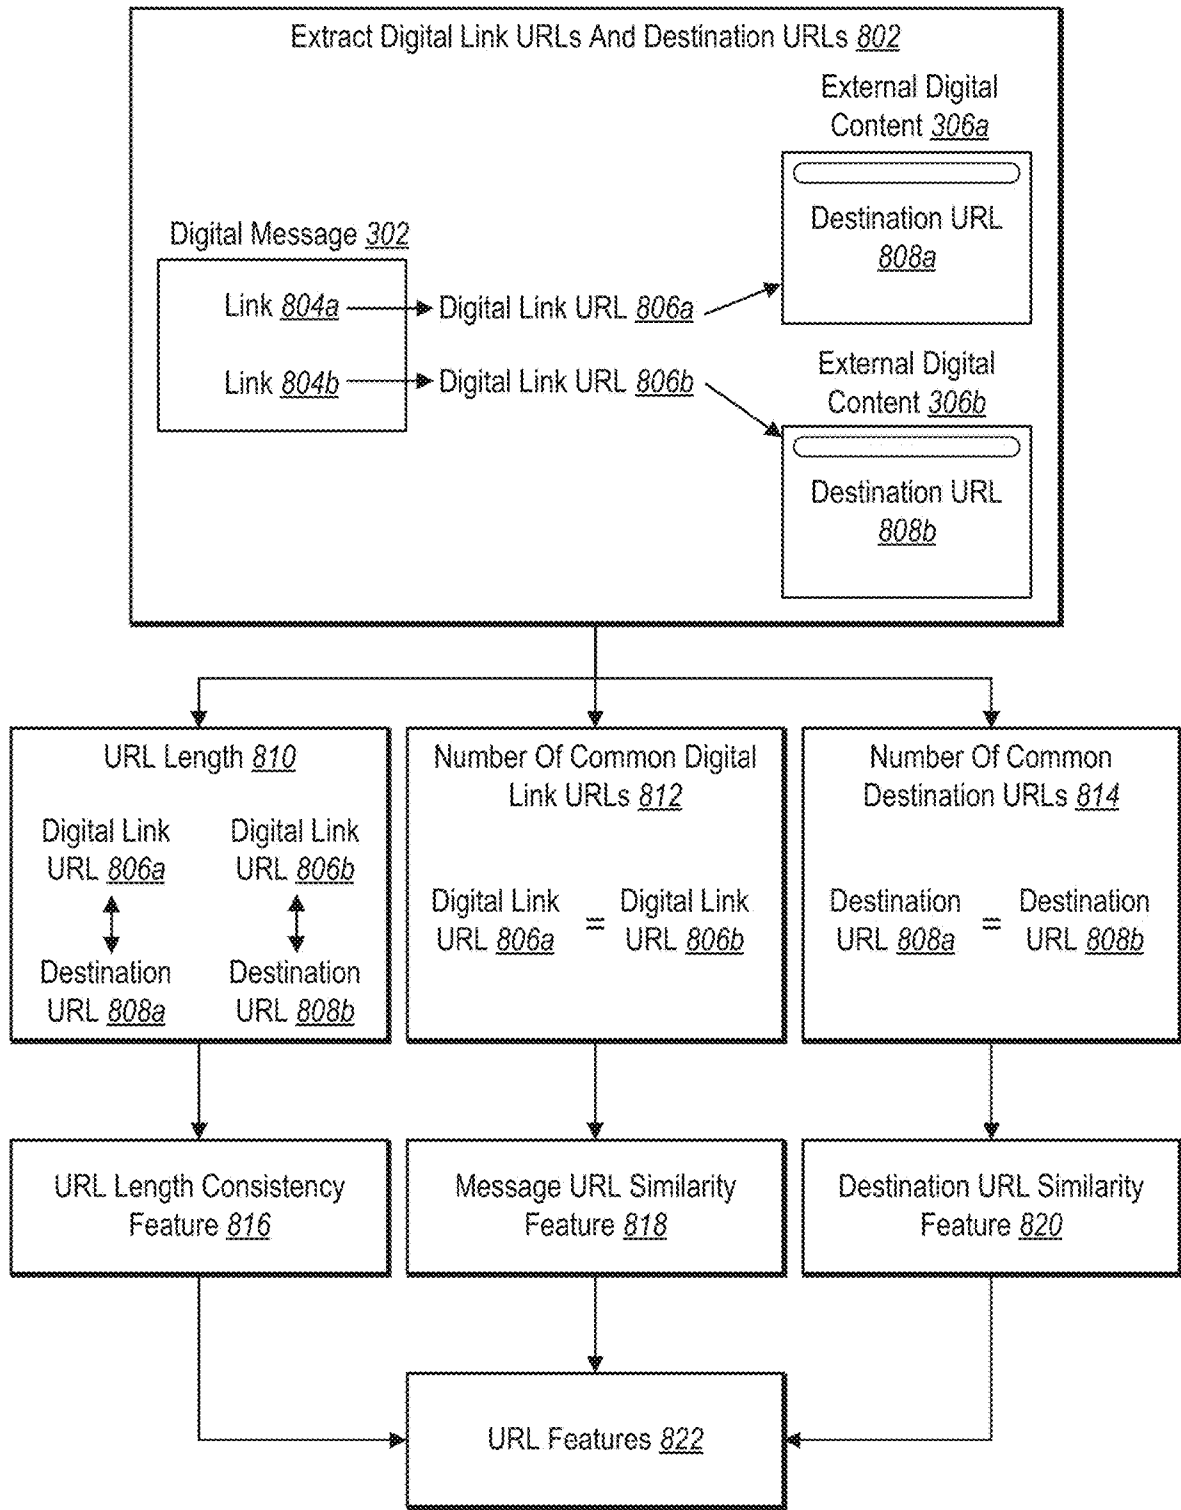 Extract Digital Link URLs And Destination URLs 802
External Digital
Content 306a
Destination URL
808a
Digital Message 302
Link 804a
Digital Link URL 806a
Link 804b
Digital Link URL 806b
External Digital
Content 306b
Destination URL
808b
URL Length 810
Digital Link
URL 806a
Digital Link
URL 806b
Destination
URL 808a
Destination
URL 808b
Number Of Common Digital
Link URLs 812
Digital Link
URL 806a
=
Digital Link
URL 806b
Number Of Common
Destination URLs 814
Destination
URL 808a
=
Destination
URL 808b
URL Length Consistency
Feature 816
Message URL Similarity
Feature 818
Destination URL Similarity
Feature 820
URL Features 822